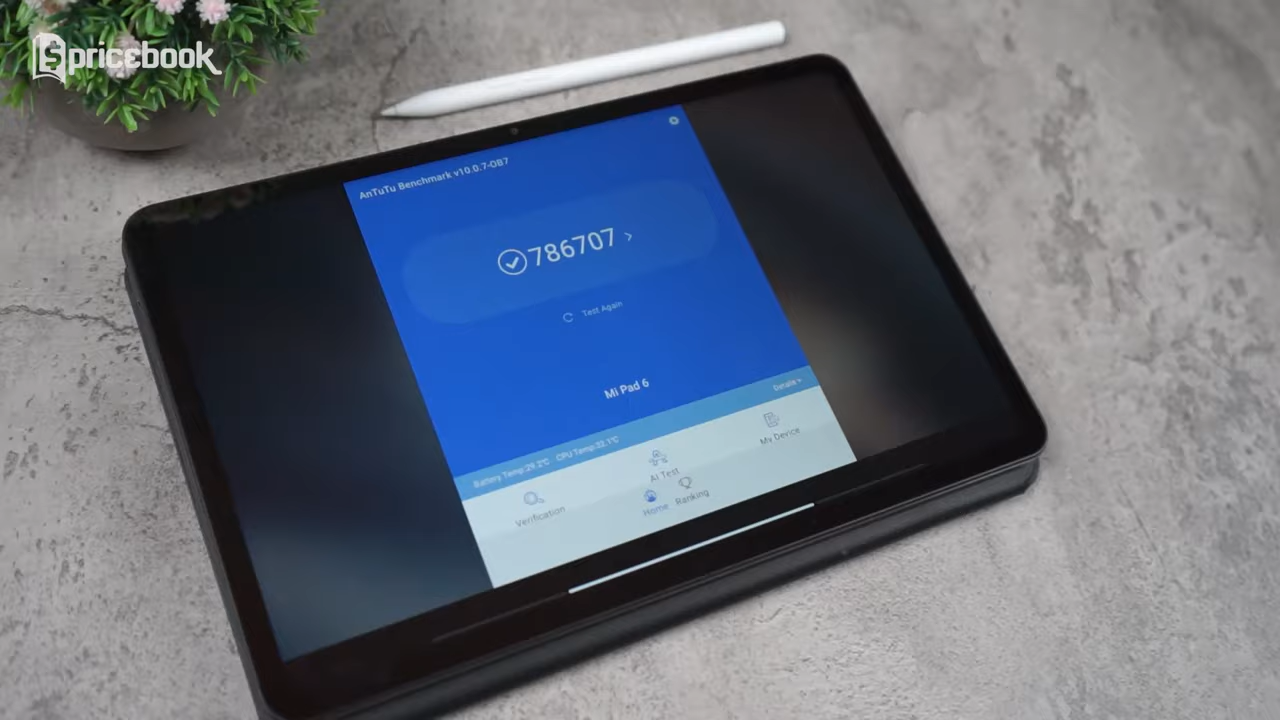 pricebook
AnTuTu Benchmark v10.0.7-OB7
786707
Test Again
Mi Pad 6
Battery Temp:29.2℃ CPU Temp:32.1℃
Details >
Verification
AI Test
My Device
Home
Ranking